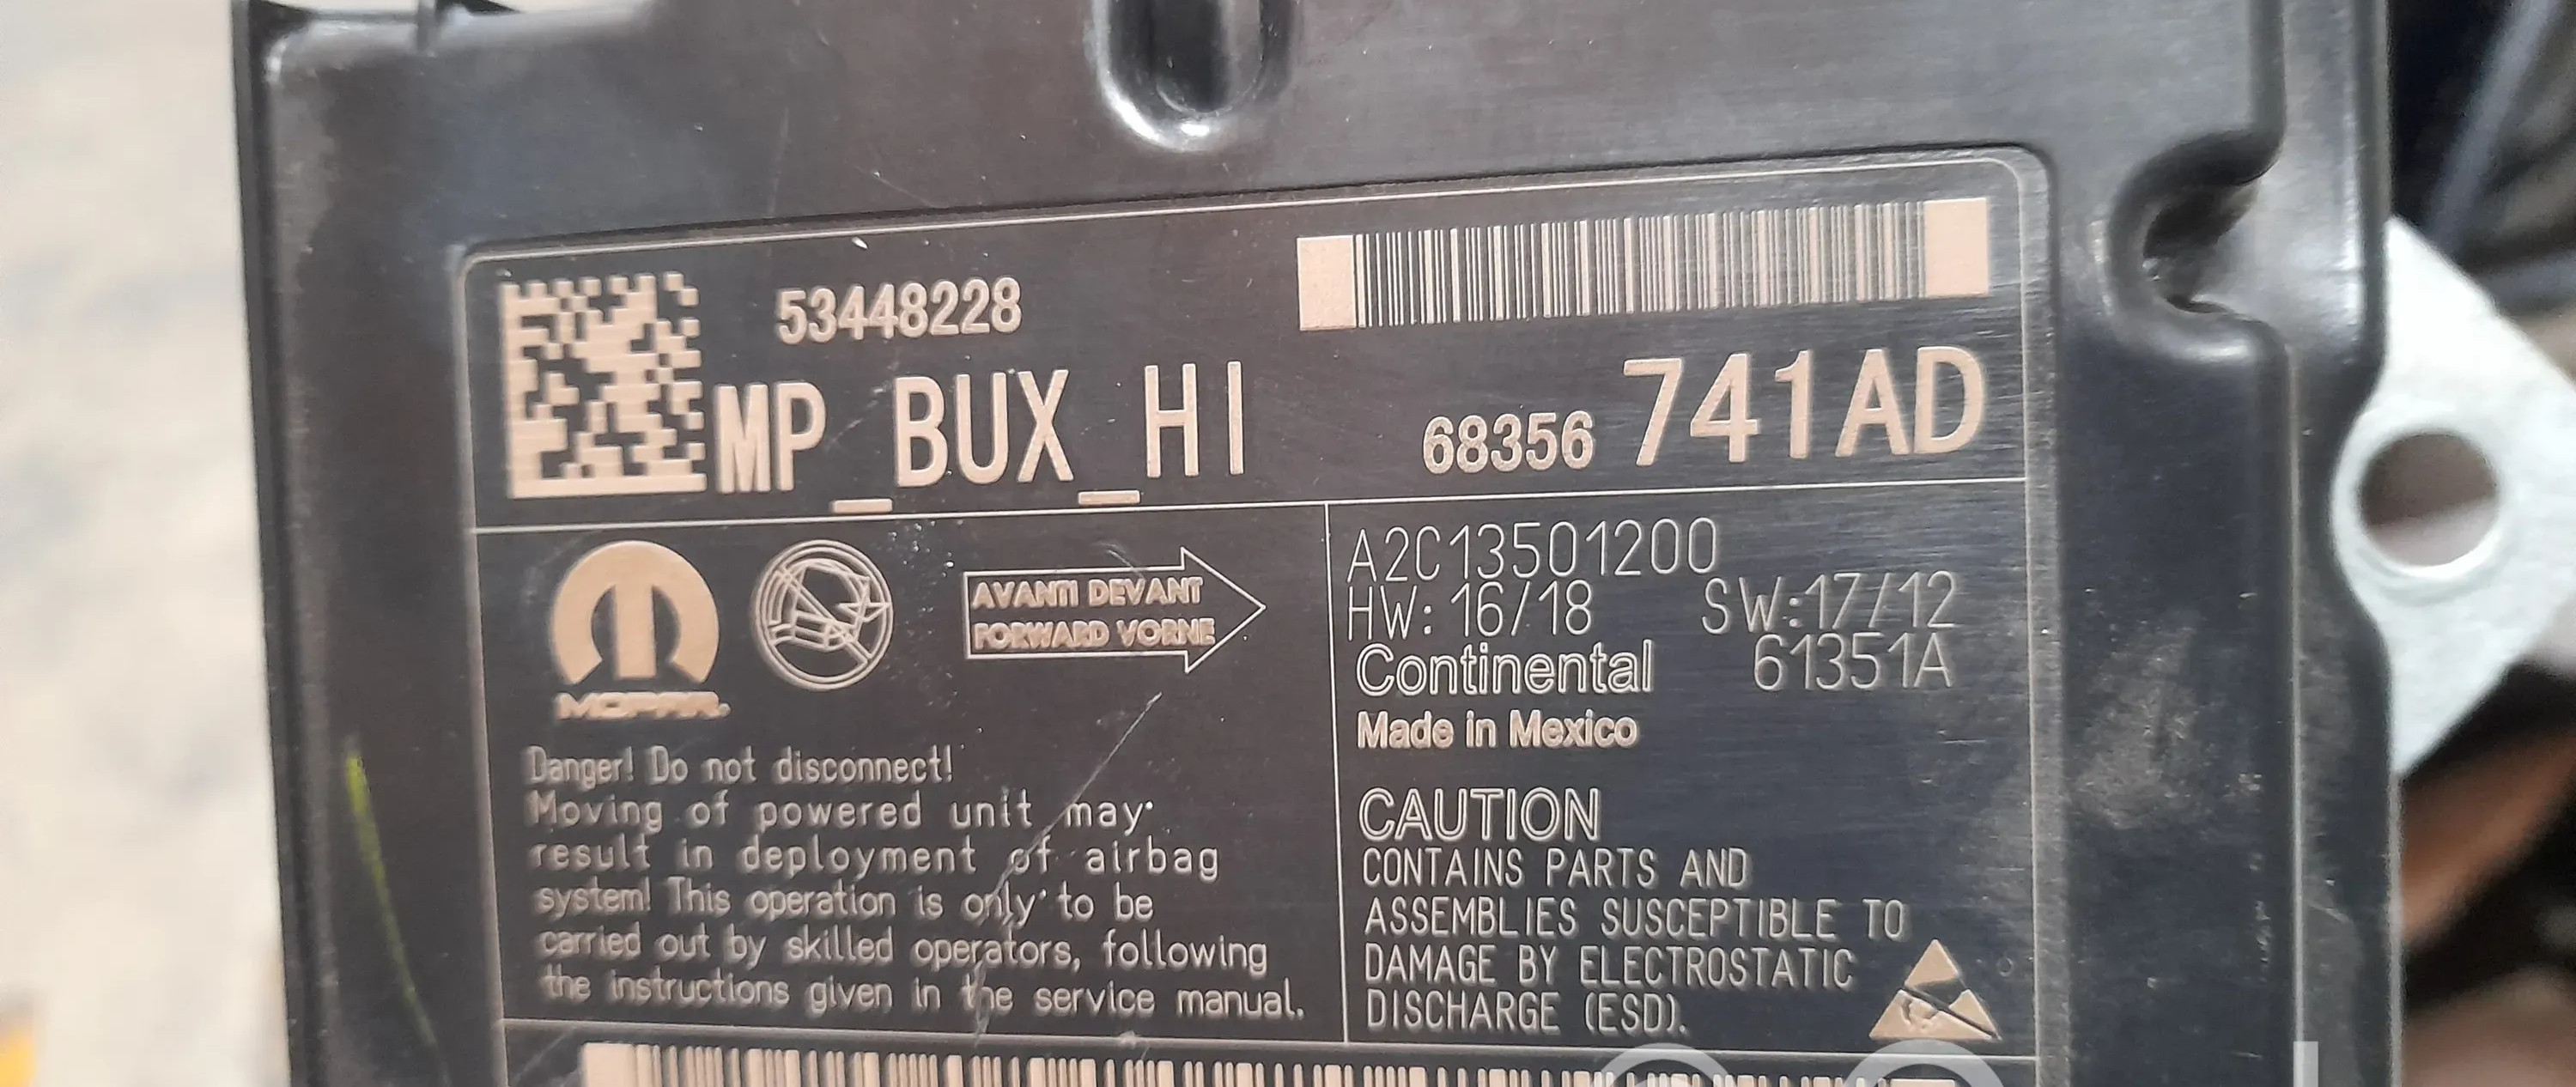 53448228
MP_BUX_HI
68356 741AD
MOPAR
AVANTI DEVANT
FORWARD VORNE
A2C13501200
HW: 16/18 SW:17/12
Continental 61351A
Made in Mexico
Danger! Do not disconnect!
Moving of powered unit may
result in deployment of airbag
system! This operation is only to be
carried out by skilled operators, following
the instructions given in the service manual.
CAUTION
CONTAINS PARTS AND
ASSEMBLIES SUSCEPTIBLE TO
DAMAGE BY ELECTROSTATIC
DISCHARGE (ESD).